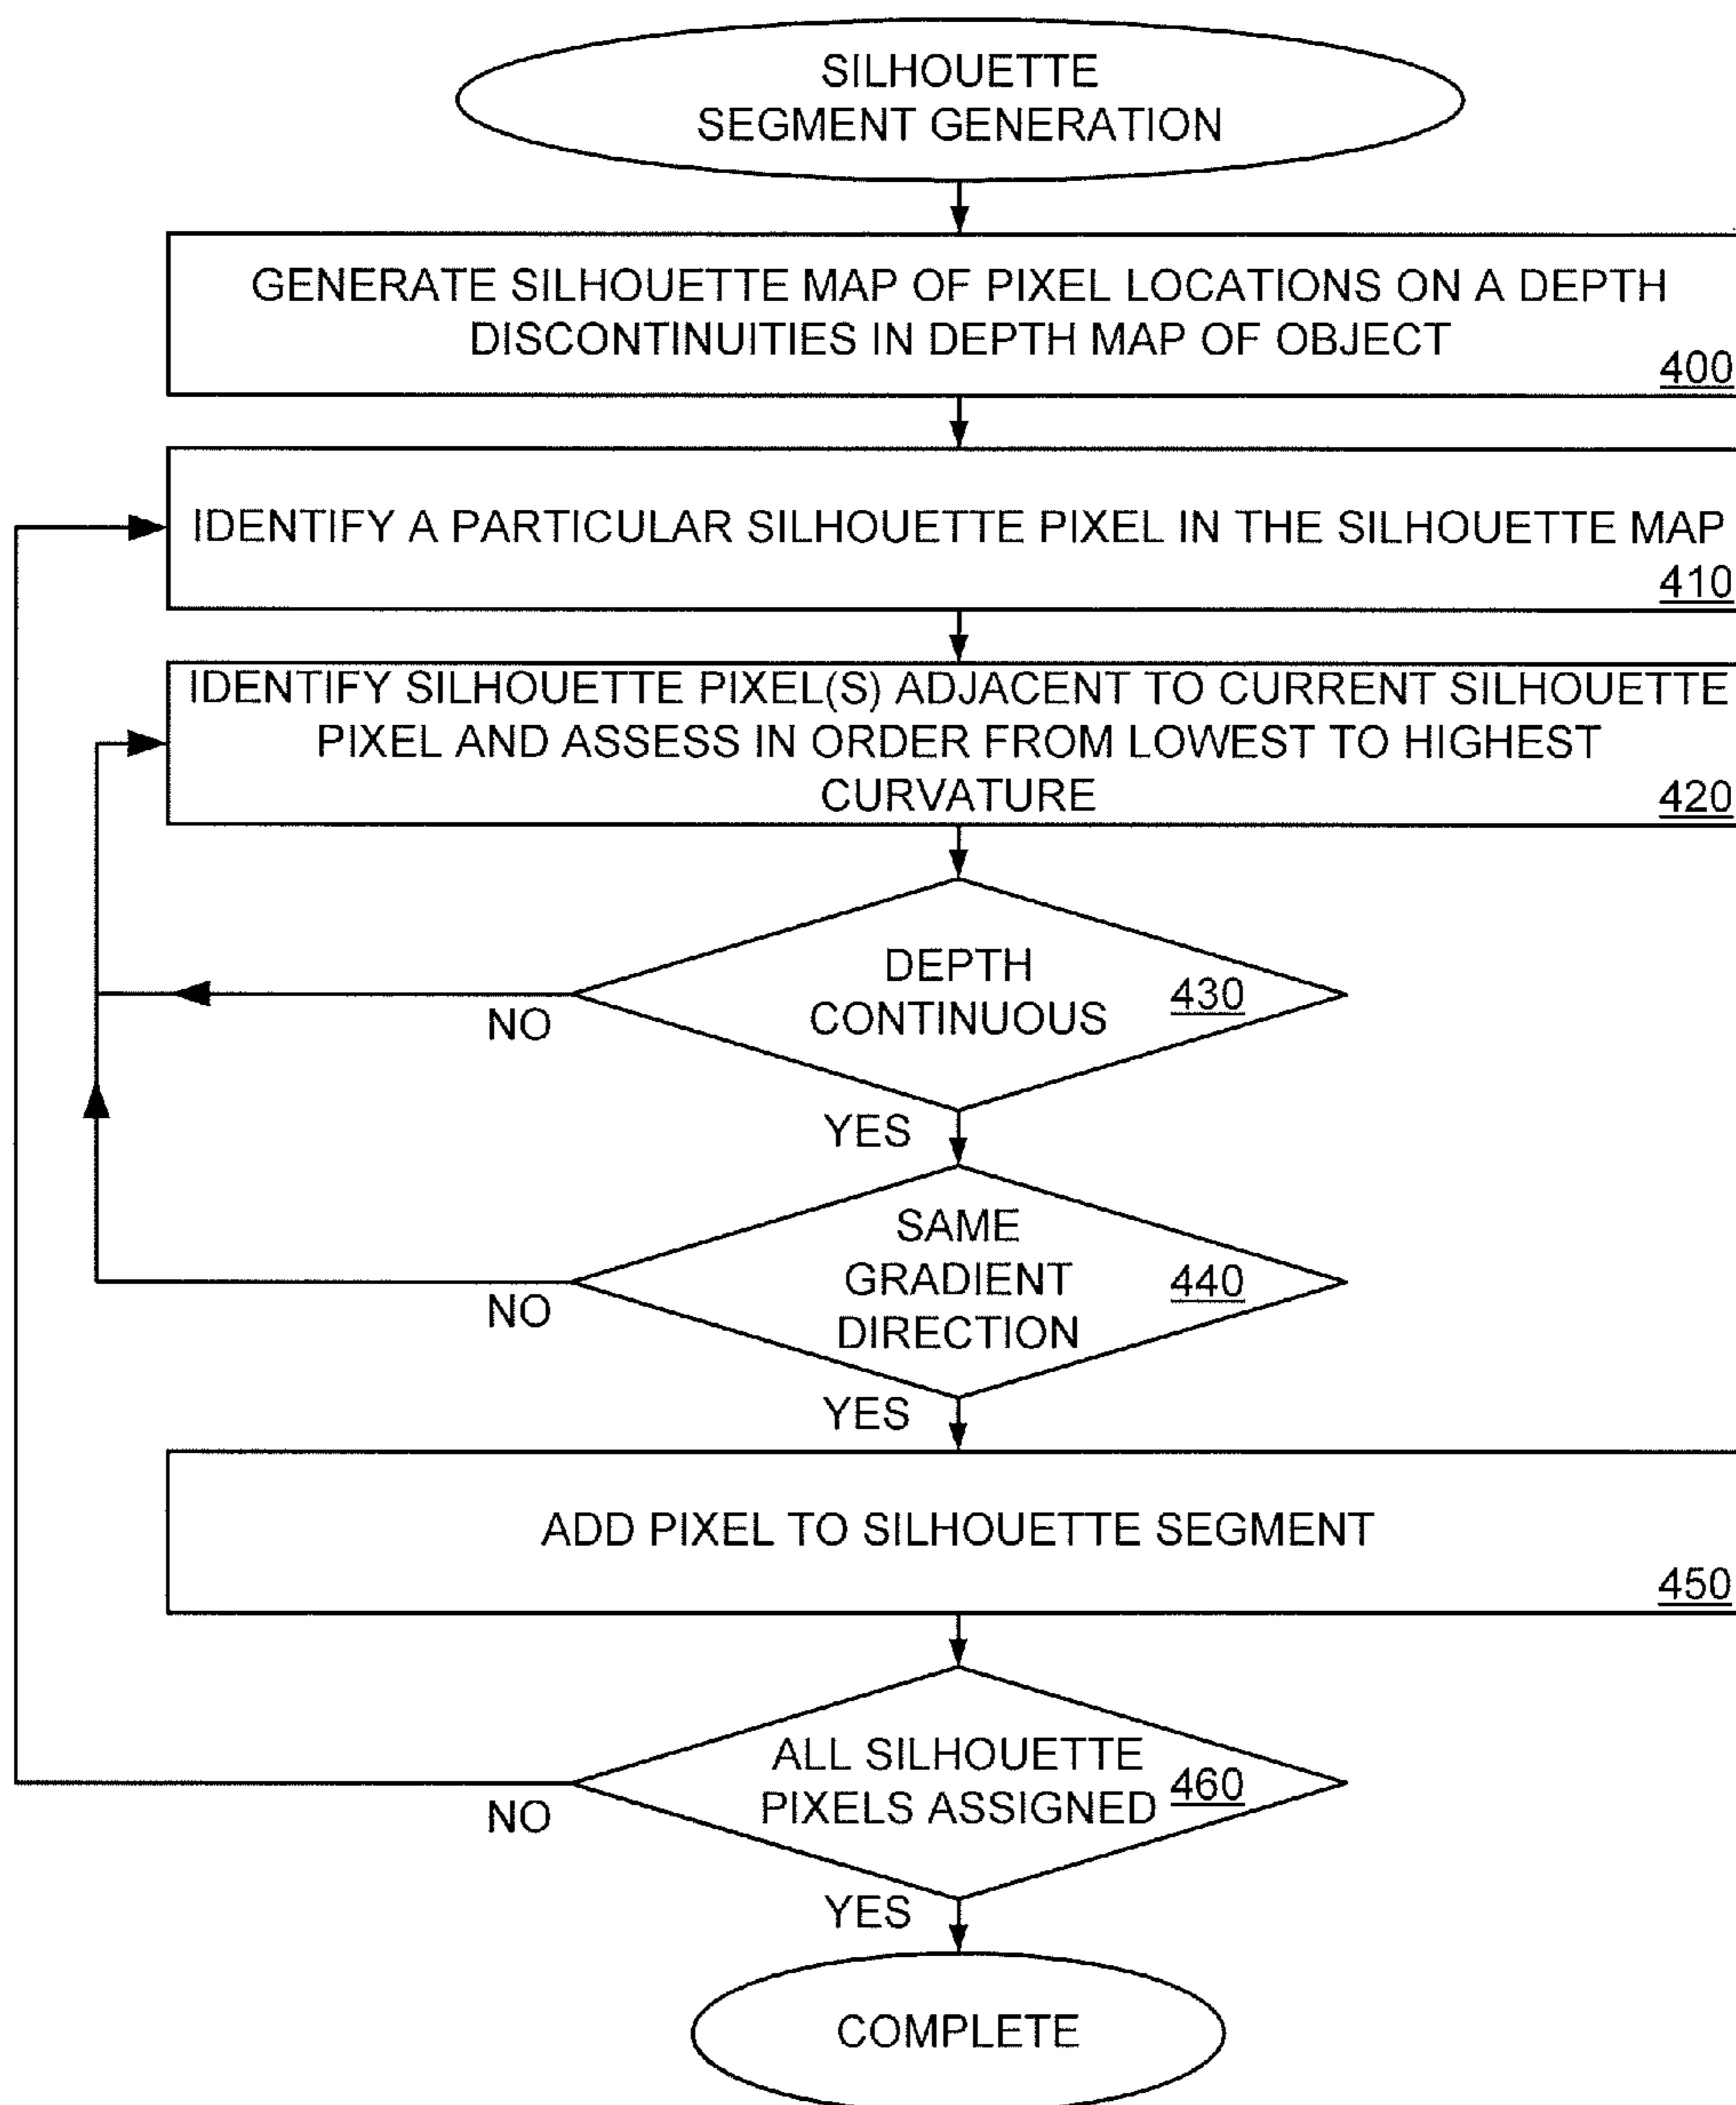 SILHOUETTE
SEGMENT GENERATION
GENERATE SILHOUETTE MAP OF PIXEL LOCATIONS ON A DEPTH
DISCONTINUITIES IN DEPTH MAP OF OBJECT
400
IDENTIFY A PARTICULAR SILHOUETTE PIXEL IN THE SILHOUETTE MAP
410
IDENTIFY SILHOUETTE PIXEL(S) ADJACENT TO CURRENT SILHOUETTE
PIXEL AND ASSESS IN ORDER FROM LOWEST TO HIGHEST
CURVATURE
420
DEPTH
CONTINUOUS
430
NO
YES
SAME
GRADIENT
DIRECTION
440
NO
YES
ADD PIXEL TO SILHOUETTE SEGMENT
450
ALL SILHOUETTE
PIXELS ASSIGNED
460
NO
YES
COMPLETE